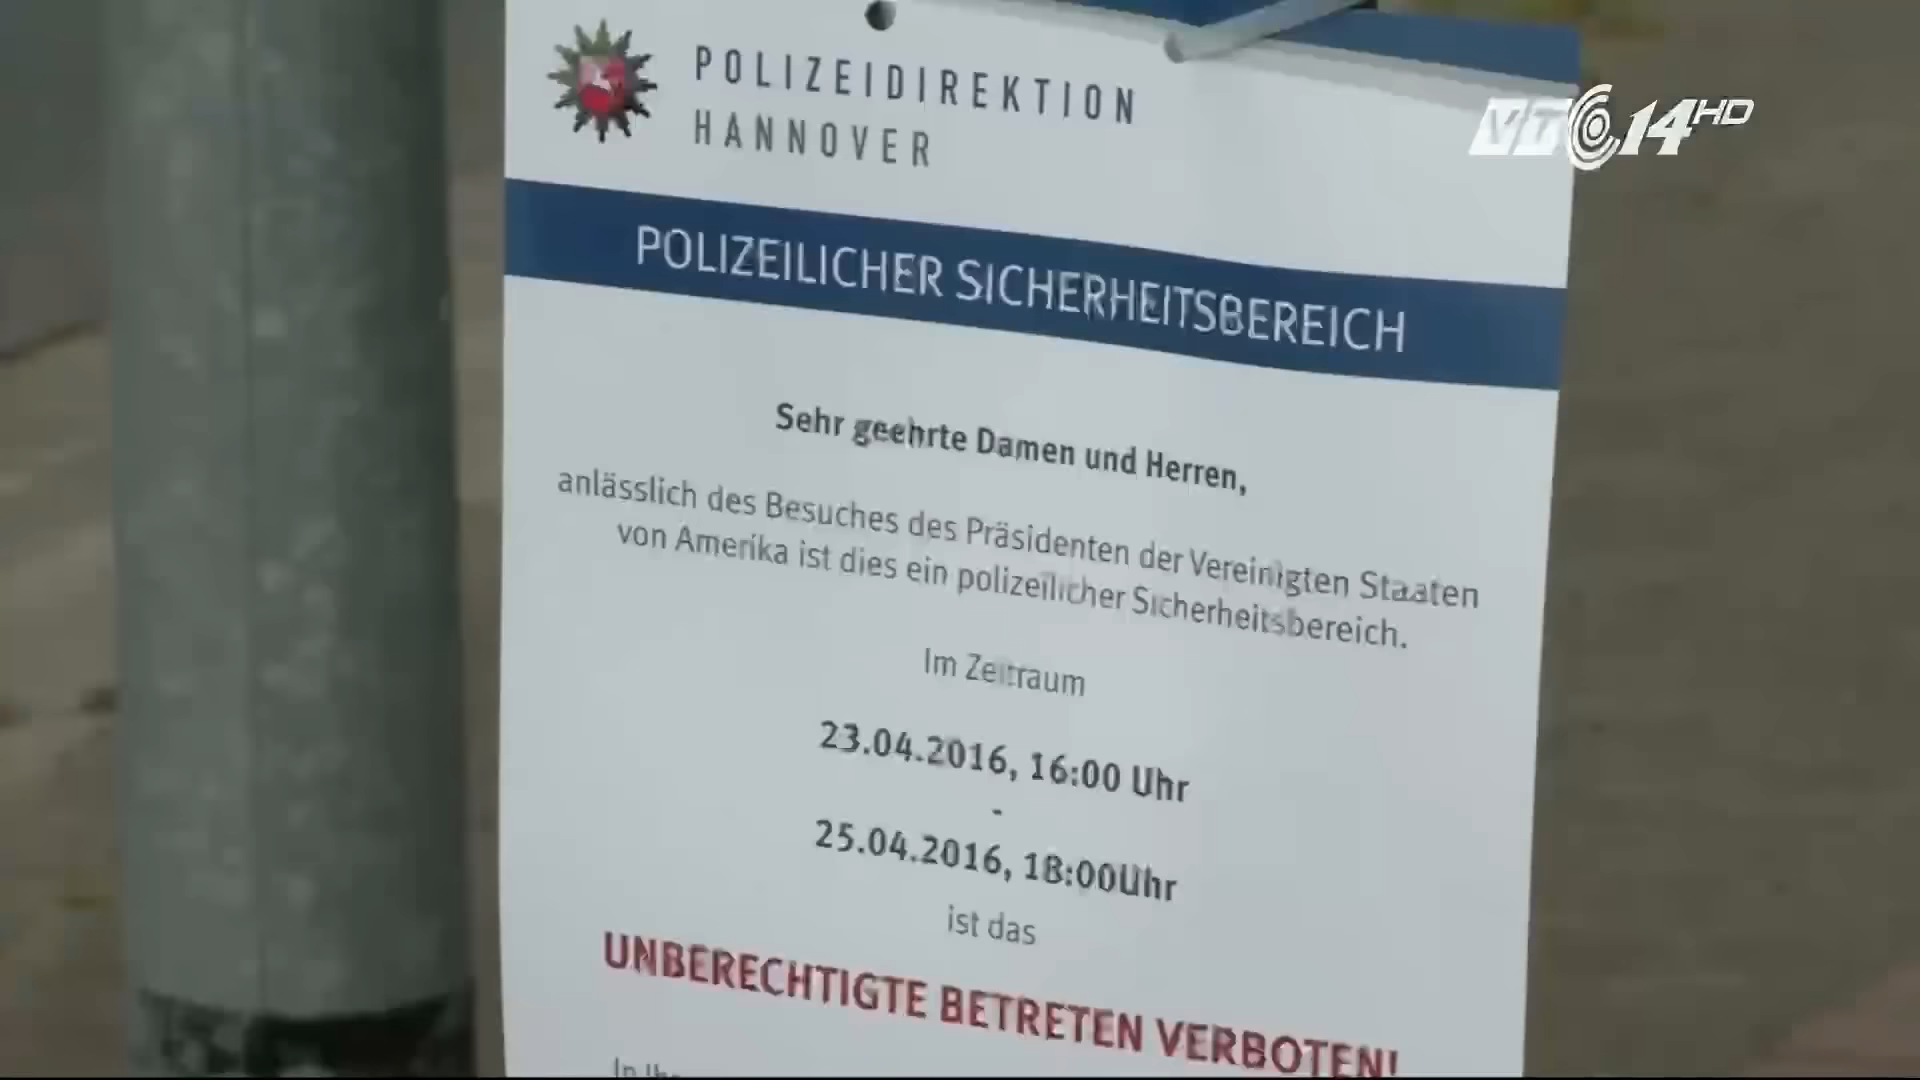 POLIZEIDIREKTION
HANNOVER
VTC14HD
POLIZEILICHER SICHERHEITSBEREICH
Sehr geehrte Damen und Herren,
anlässlich des Besuches des Präsidenten der Vereinigten Staaten
von Amerika ist dies ein polizeilicher Sicherheitsbereich.
Im Zeitraum
23.04.2016, 16:00 Uhr
-
25.04.2016, 18:00Uhr
ist das
UNBERECHTIGTE BETRETEN VERBOTEN!
In